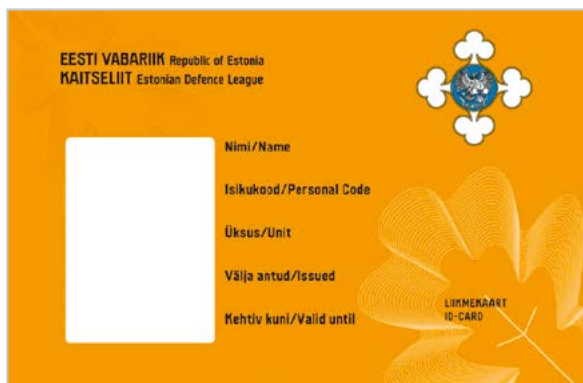 EESTI VABARIIK Republic of Estonia
KAITSELIIT Estonian Defence League
Nimi/Name
Isikukood/Personal Code
Üksus/Unit
Välja antud/Issued
Kehtiv kuni/Valid until
LIIKMEKAART
ID-CARD